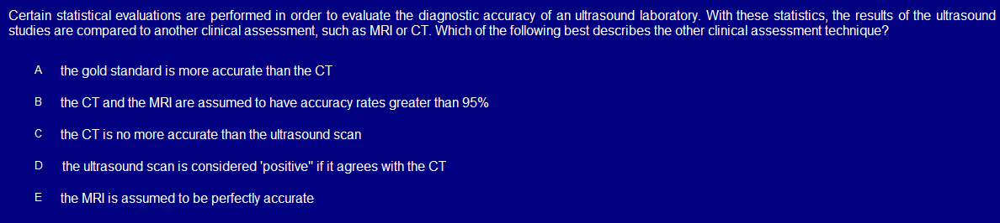 Certain statistical evaluations are performed in order to evaluate the diagnostic accuracy of an ultrasound laboratory. With these statistics, the results of the ultrasound
studies are compared to another clinical assessment, such as MRI or CT. Which of the following best describes the other clinical assessment technique?
A the gold standard is more accurate than the CT
B the CT and the MRI are assumed to have accuracy rates greater than 95%
C the CT is no more accurate than the ultrasound scan
D the ultrasound scan is considered 'positive" if it agrees with the CT
E the MRI is assumed to be perfectly accurate